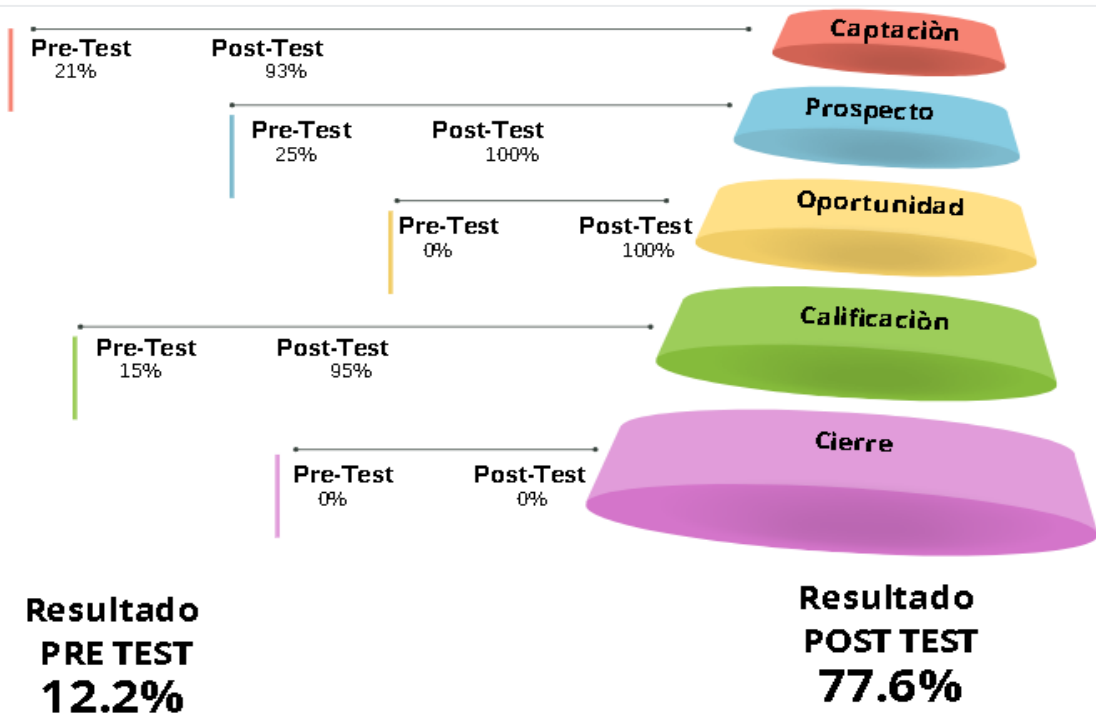 Captaciòn
Pre-Test Post-Test
21% 93%
Prospecto
Pre-Test Post-Test
25% 100%
Oportunidad
Pre-Test Post-Test
0% 100%
Calificaciòn
Pre-Test Post-Test
15% 95%
Cierre
Pre-Test Post-Test
0% 0%
Resultado
PRE TEST
12.2%
Resultado
POST TEST
77.6%